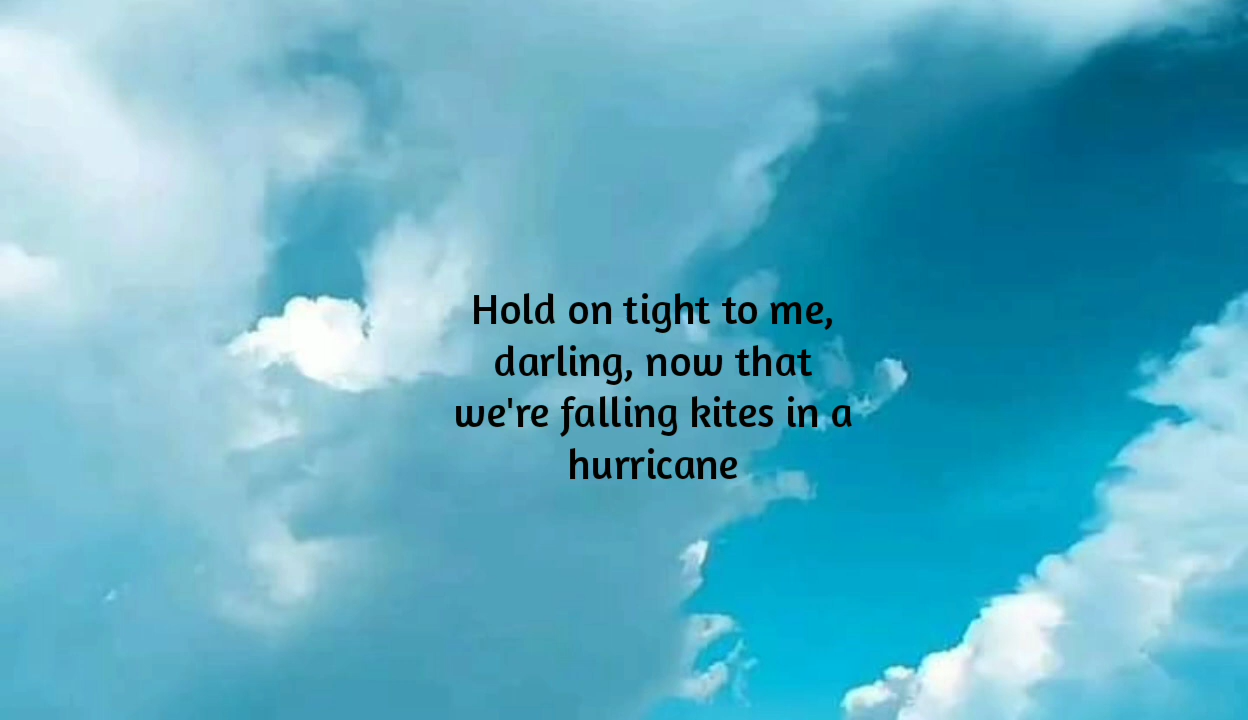 Hold on tight to me,
darling, now that
we're falling kites in a
hurricane